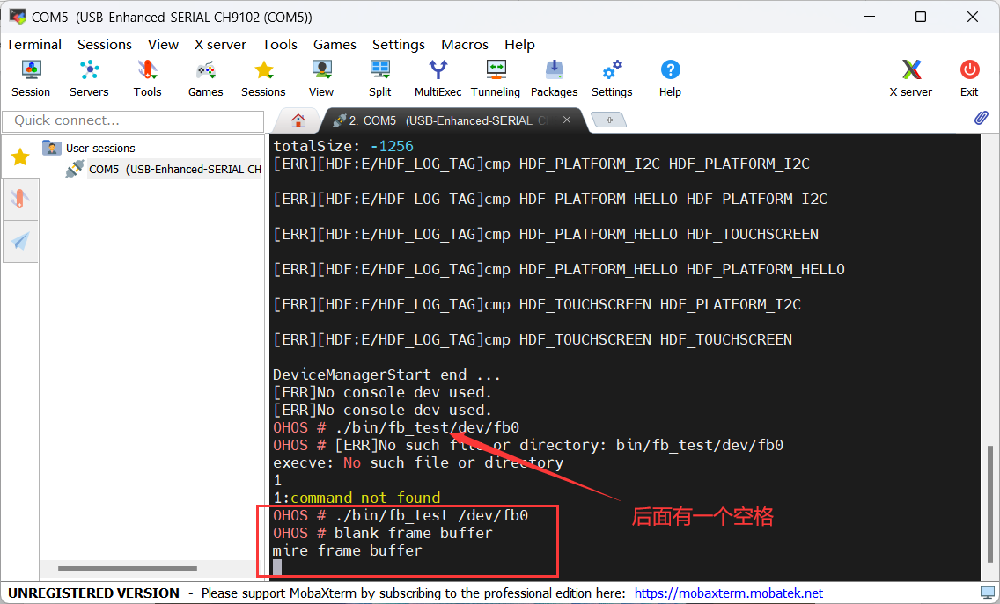 COM5 (USB-Enhanced-SERIAL CH9102 (COM5))
Terminal Sessions View X server Tools Games Settings Macros Help
Session Servers Tools Games Sessions View Split MultiExec Tunneling Packages Settings Help X server Exit
Quick connect...
2. COM5 (USB-Enhanced-SERIAL C
User sessions
COM5 (USB-Enhanced-SERIAL CH
totalSize: -1256
[ERR][HDF:E/HDF_LOG_TAG]cmp HDF_PLATFORM_I2C HDF_PLATFORM_I2C
[ERR][HDF:E/HDF_LOG_TAG]cmp HDF_PLATFORM_HELLO HDF_PLATFORM_I2C
[ERR][HDF:E/HDF_LOG_TAG]cmp HDF_PLATFORM_HELLO HDF_TOUCHSCREEN
[ERR][HDF:E/HDF_LOG_TAG]cmp HDF_PLATFORM_HELLO HDF_PLATFORM_HELLO
[ERR][HDF:E/HDF_LOG_TAG]cmp HDF_TOUCHSCREEN HDF_PLATFORM_I2C
[ERR][HDF:E/HDF_LOG_TAG]cmp HDF_TOUCHSCREEN HDF_TOUCHSCREEN
DeviceManagerStart end ...
[ERR]No console dev used.
[ERR]No console dev used.
OHOS # ./bin/fb_test/dev/fb0
OHOS # [ERR]No such file or directory: bin/fb_test/dev/fb0
execve: No such file or directory
1
1:command not found
OHOS # ./bin/fb_test /dev/fb0
OHOS # blank frame buffer
mire frame buffer
后面有一个空格
UNREGISTERED VERSION - Please support MobaXterm by subscribing to the professional edition here: https://mobaxterm.mobatek.net